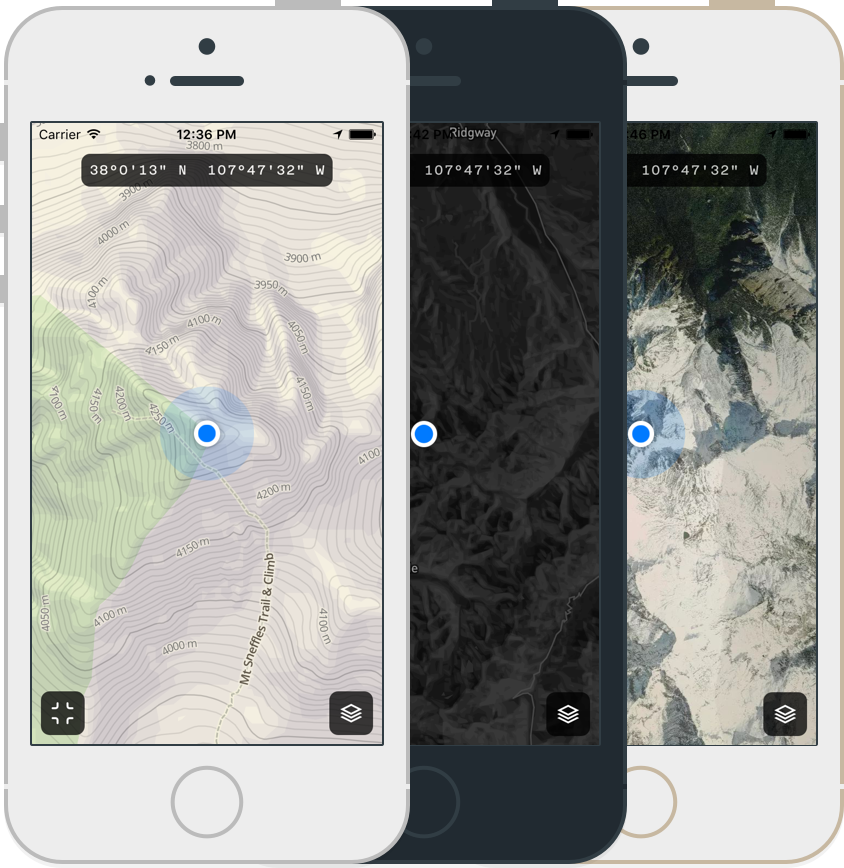 Carrier 12:36 PM
38°0'13" N 107°47'32" W
3800 m
3900
4000 m
3900 m
4100 m
3950 m
4100 m
4050 m
4150 m
4150 m
4100 m
4150 m
4200 m
4250 m
4100
4200 m
4150 m
4050 m
4100 m
4100 m
4000 m
Mt Sneffles Trail & Climb
:42 PM
Ridgway
107°47'32" W
e
:46 PM
107°47'32" W